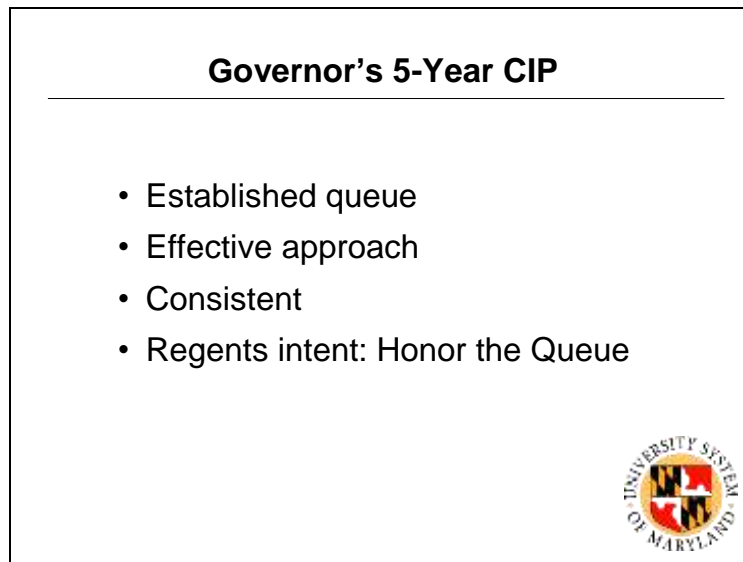 Governor’s 5-Year CIP
• Established queue
• Effective approach
• Consistent
• Regents intent: Honor the Queue
UNIVERSITY SYSTEM
OF MARYLAND